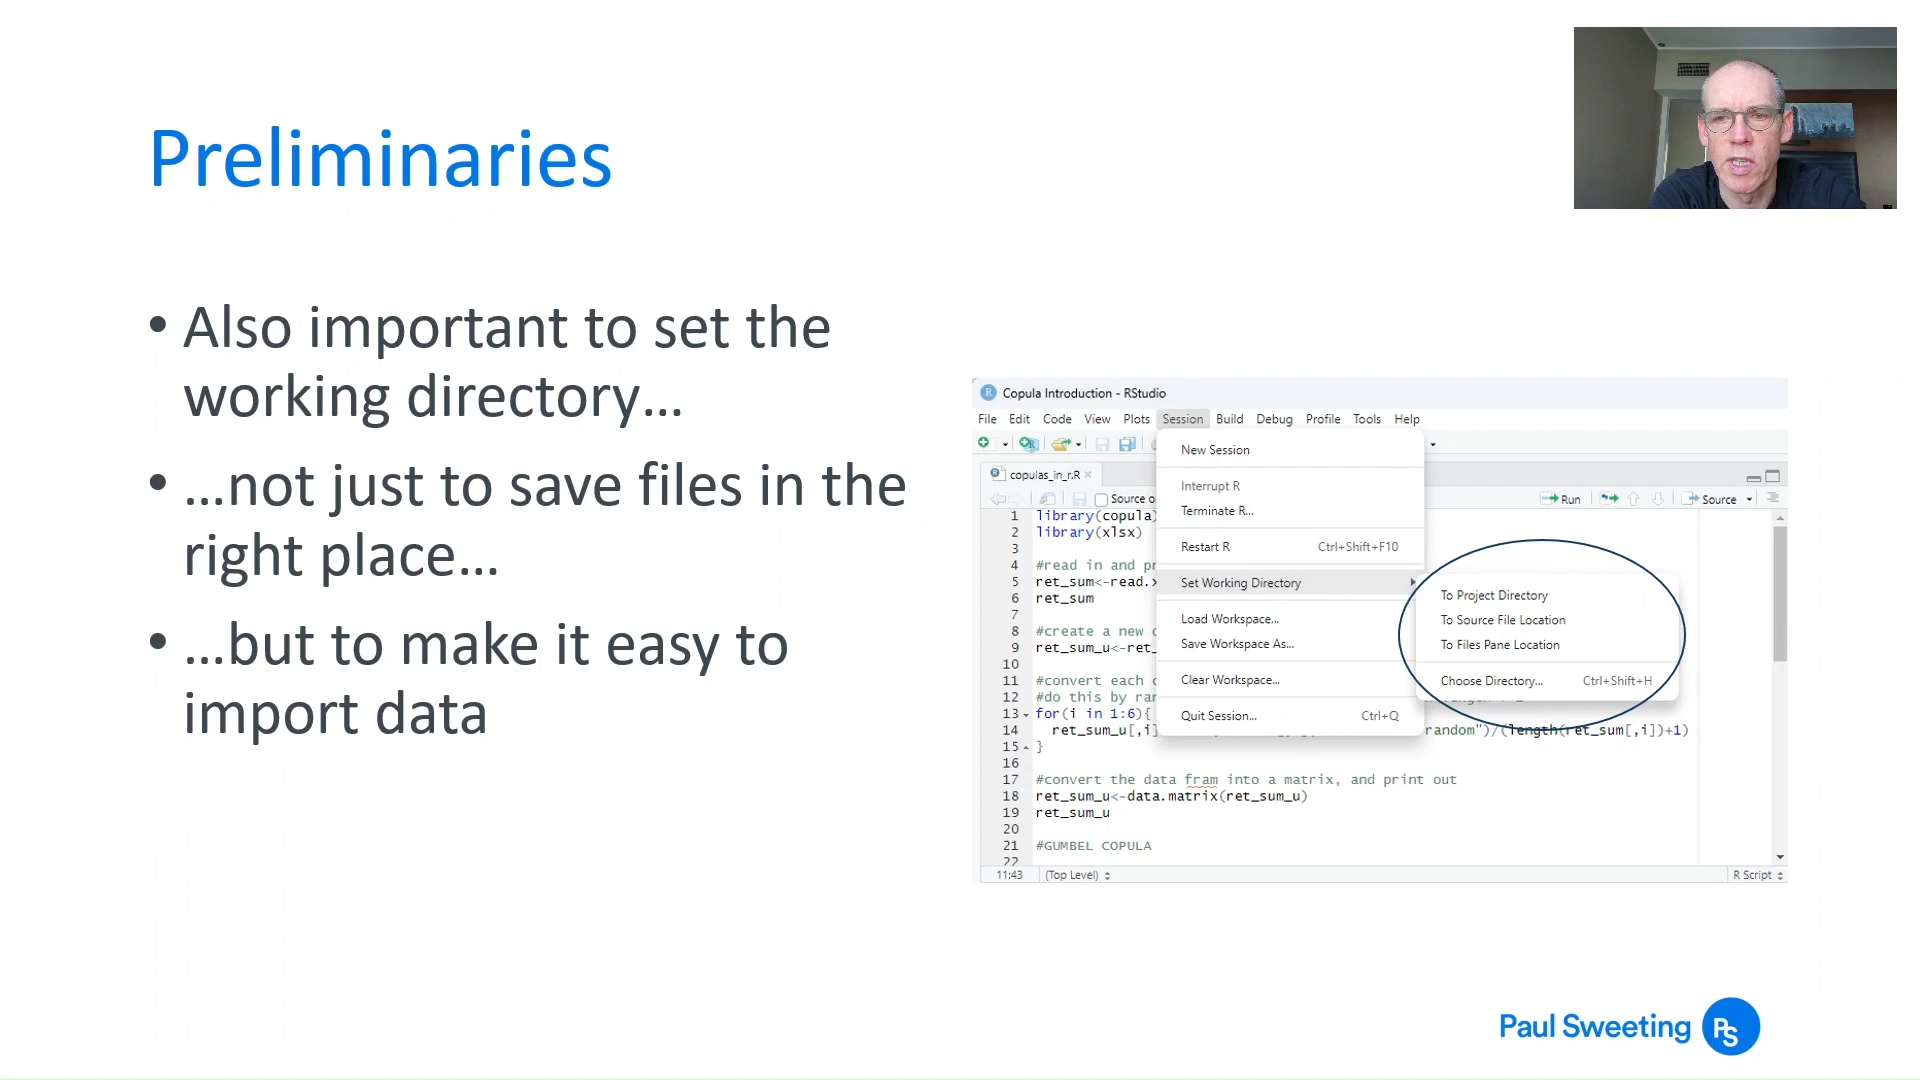 Preliminaries
• Also important to set the
working directory…
• …not just to save files in the
right place…
• …but to make it easy to
import data
Copula Introduction - RStudio
File Edit Code View Plots Session Build Debug Profile Tools Help
copulas_in_r.R
Source
Run
Source
New Session
Interrupt R
Terminate R...
Restart R Ctrl+Shift+F10
Set Working Directory
Load Workspace...
Save Workspace As...
Clear Workspace...
Quit Session... Ctrl+Q
To Project Directory
To Source File Location
To Files Pane Location
Choose Directory... Ctrl+Shift+H
1 library(copula)
2 library(xlsx)
3
4 #read in and pr
5 ret_sum<-read.x
6 ret_sum
7
8 #create a new
9 ret_sum_u<-ret_
10
11 #convert each
12 #do this by ra
13 for(i in 1:6){
14 ret_sum_u[,i] random")/(length(ret_sum[,i])+1)
15 }
16
17 #convert the data fram into a matrix, and print out
18 ret_sum_u<-data.matrix(ret_sum_u)
19 ret_sum_u
20
21 #GUMBEL COPULA
22
11:43 (Top Level) R Script
Paul Sweeting PS